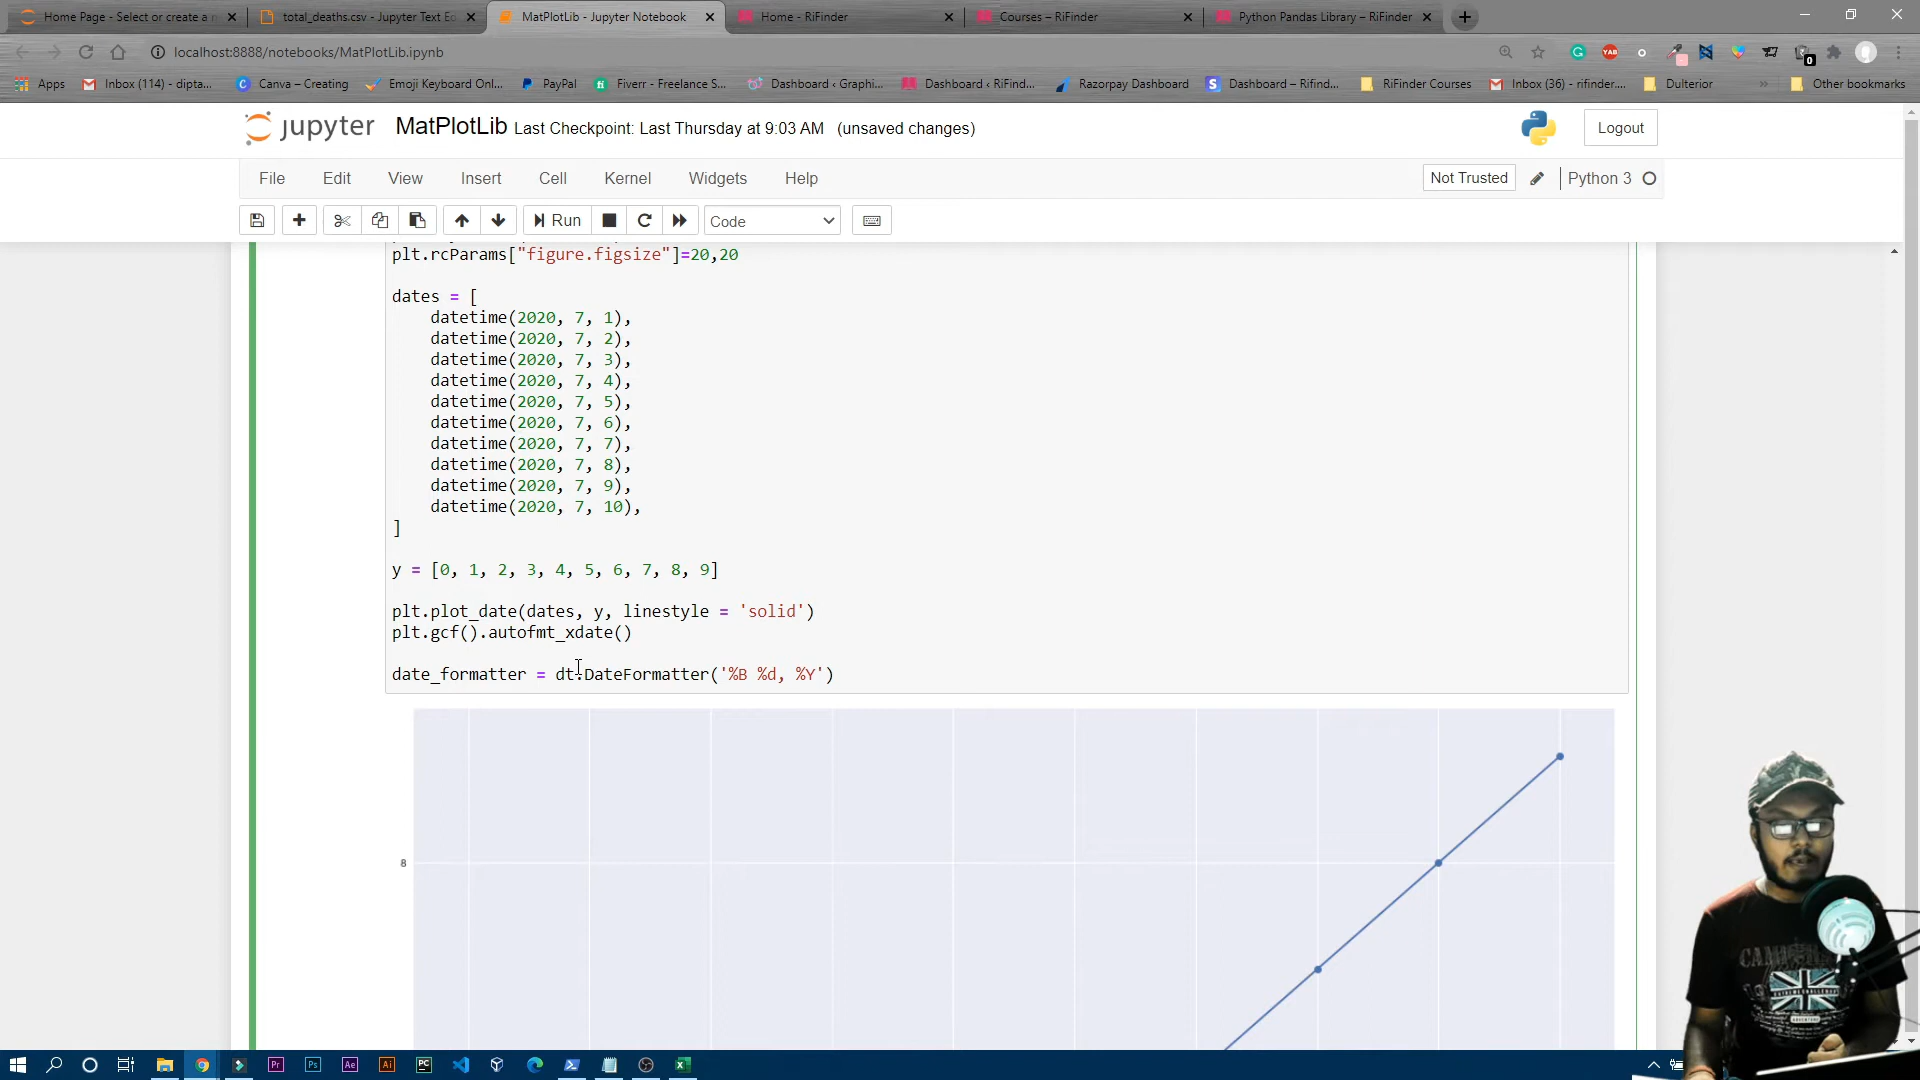 Home Page - Select or create a n
total_deaths.csv - Jupyter Text Ed
MatPlotLib - Jupyter Notebook
Home - RiFinder
Courses – RiFinder
Python Pandas Library – RiFinder
localhost:8888/notebooks/MatPlotLib.ipynb
Apps
Inbox (114) - dipta...
Canva – Creating
Emoji Keyboard Onl...
PayPal
Fiverr - Freelance S...
Dashboard ‹ Graphi...
Dashboard ‹ RiFind...
Razorpay Dashboard
Dashboard – Rifind...
RiFinder Courses
Inbox (36) - rifinder....
Dulterior
»
Other bookmarks
jupyter MatPlotLib Last Checkpoint: Last Thursday at 9:03 AM (unsaved changes)
Logout
File Edit View Insert Cell Kernel Widgets Help
Not Trusted
Python 3
Run
Code
plt.rcParams["figure.figsize"]=20,20
dates = [
datetime(2020, 7, 1),
datetime(2020, 7, 2),
datetime(2020, 7, 3),
datetime(2020, 7, 4),
datetime(2020, 7, 5),
datetime(2020, 7, 6),
datetime(2020, 7, 7),
datetime(2020, 7, 8),
datetime(2020, 7, 9),
datetime(2020, 7, 10),
]
y = [0, 1, 2, 3, 4, 5, 6, 7, 8, 9]
plt.plot_date(dates, y, linestyle = 'solid')
plt.gcf().autofmt_xdate()
date_formatter = dt.DateFormatter('%B %d, %Y')
8